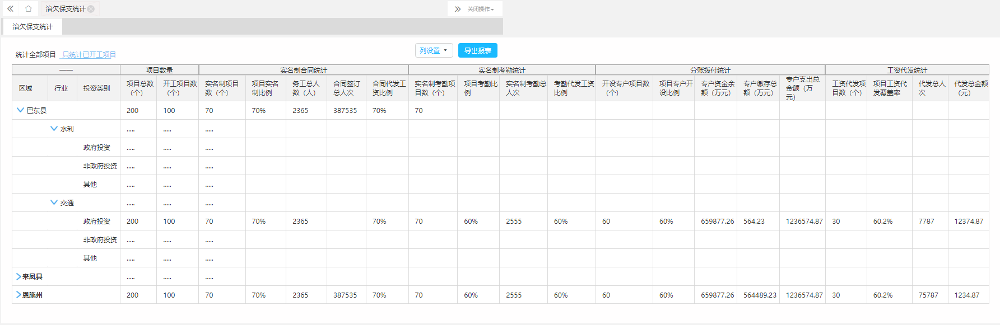 治欠保支统计
关闭操作
治欠保支统计
统计全部项目 只统计已开工项目
列设置 导出报表
—— 项目数量 实名制合同统计 实名制考勤统计 分账拨付统计 工资代发统计
区域 行业 投资类别 项目总数（个） 开工项目数（个） 实名制项目数（个） 项目实名制比例 务工总人数（人） 合同签订总人次 合同代发工资比例 实名制考勤项目数（个） 项目考勤比例 实名制考勤总人次 考勤代发工资比例 开设专户项目数（个） 项目专户开设比例 专户资金余额（万元） 专户缴存总额（万元） 专户支出总金额（万元） 工资代发项目数（个） 项目工资代发覆盖率 代发总人次 代发总金额（元）
巴东县 200 100 70 70% 2365 387535 70% 70
水利 ..... ..... .....
政府投资 ..... ..... .....
非政府投资 ..... ..... .....
其他 ..... ..... .....
交通 ..... ..... .....
政府投资 200 100 70 70% 2365 70% 70 60% 2555 60% 60 60% 659877.26 564.23 1236574.87 30 60.2% 7787 12374.87
非政府投资 ..... ..... .....
其他 ..... ..... .....
来凤县 ..... ..... .....
恩施州 200 100 70 70% 2365 387535 70% 70 60% 2555 60% 60 60% 659877.26 564489.23 1236574.87 30 60.2% 75787 1234.87